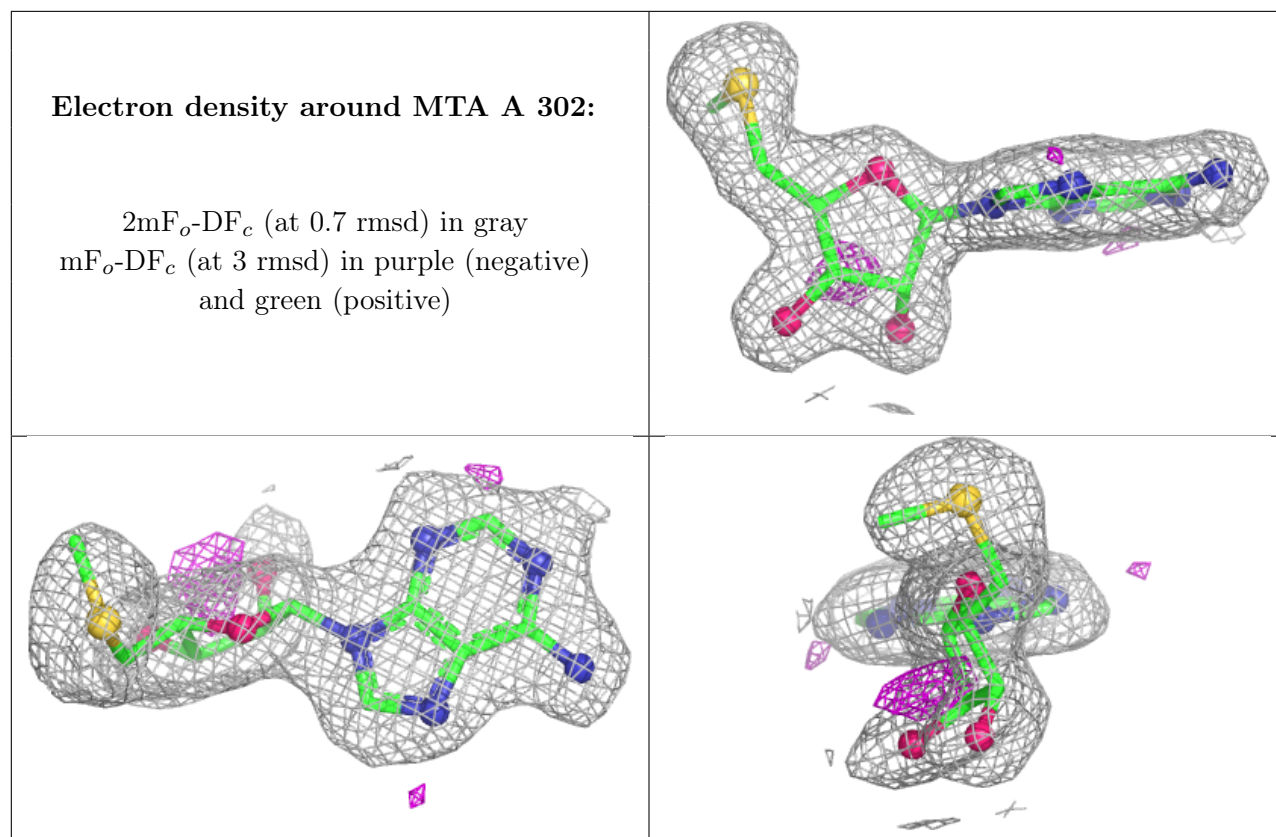 Electron density around MTA A 302:
2mFₒ-DF𝒸 (at 0.7 rmsd) in gray
mFₒ-DF𝒸 (at 3 rmsd) in purple (negative)
and green (positive)